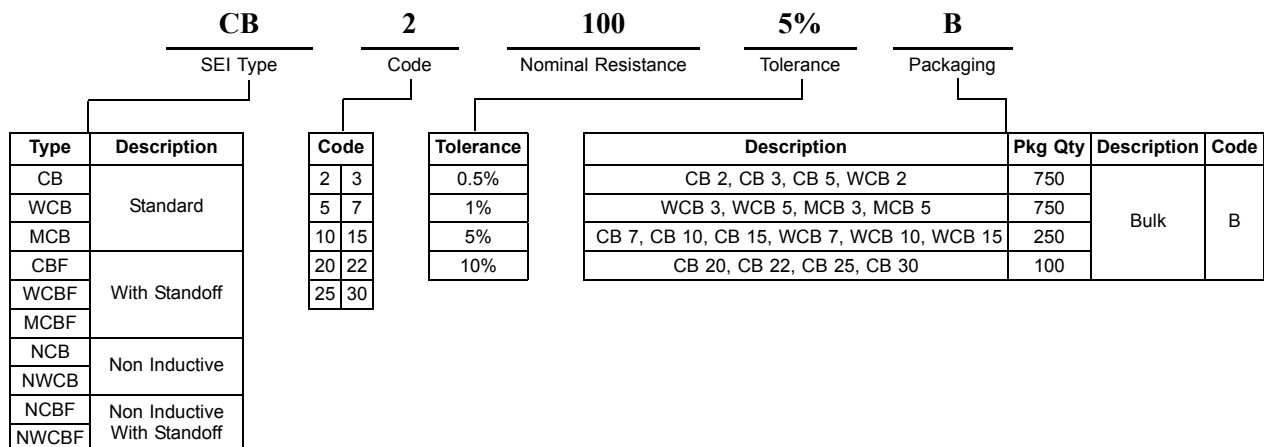 CB 2 100 5% B
SEI Type Code Nominal Resistance Tolerance Packaging
Type Description
CB Standard
WCB
MCB
CBF With Standoff
WCBF
MCBF
NCB Non Inductive
NWCB
NCBF Non Inductive
NWCBF With Standoff
Code
2 3
5 7
10 15
20 22
25 30
Tolerance
0.5%
1%
5%
10%
Description Pkg Qty Description Code
CB 2, CB 3, CB 5, WCB 2 750 Bulk B
WCB 3, WCB 5, MCB 3, MCB 5 750
CB 7, CB 10, CB 15, WCB 7, WCB 10, WCB 15 250
CB 20, CB 22, CB 25, CB 30 100